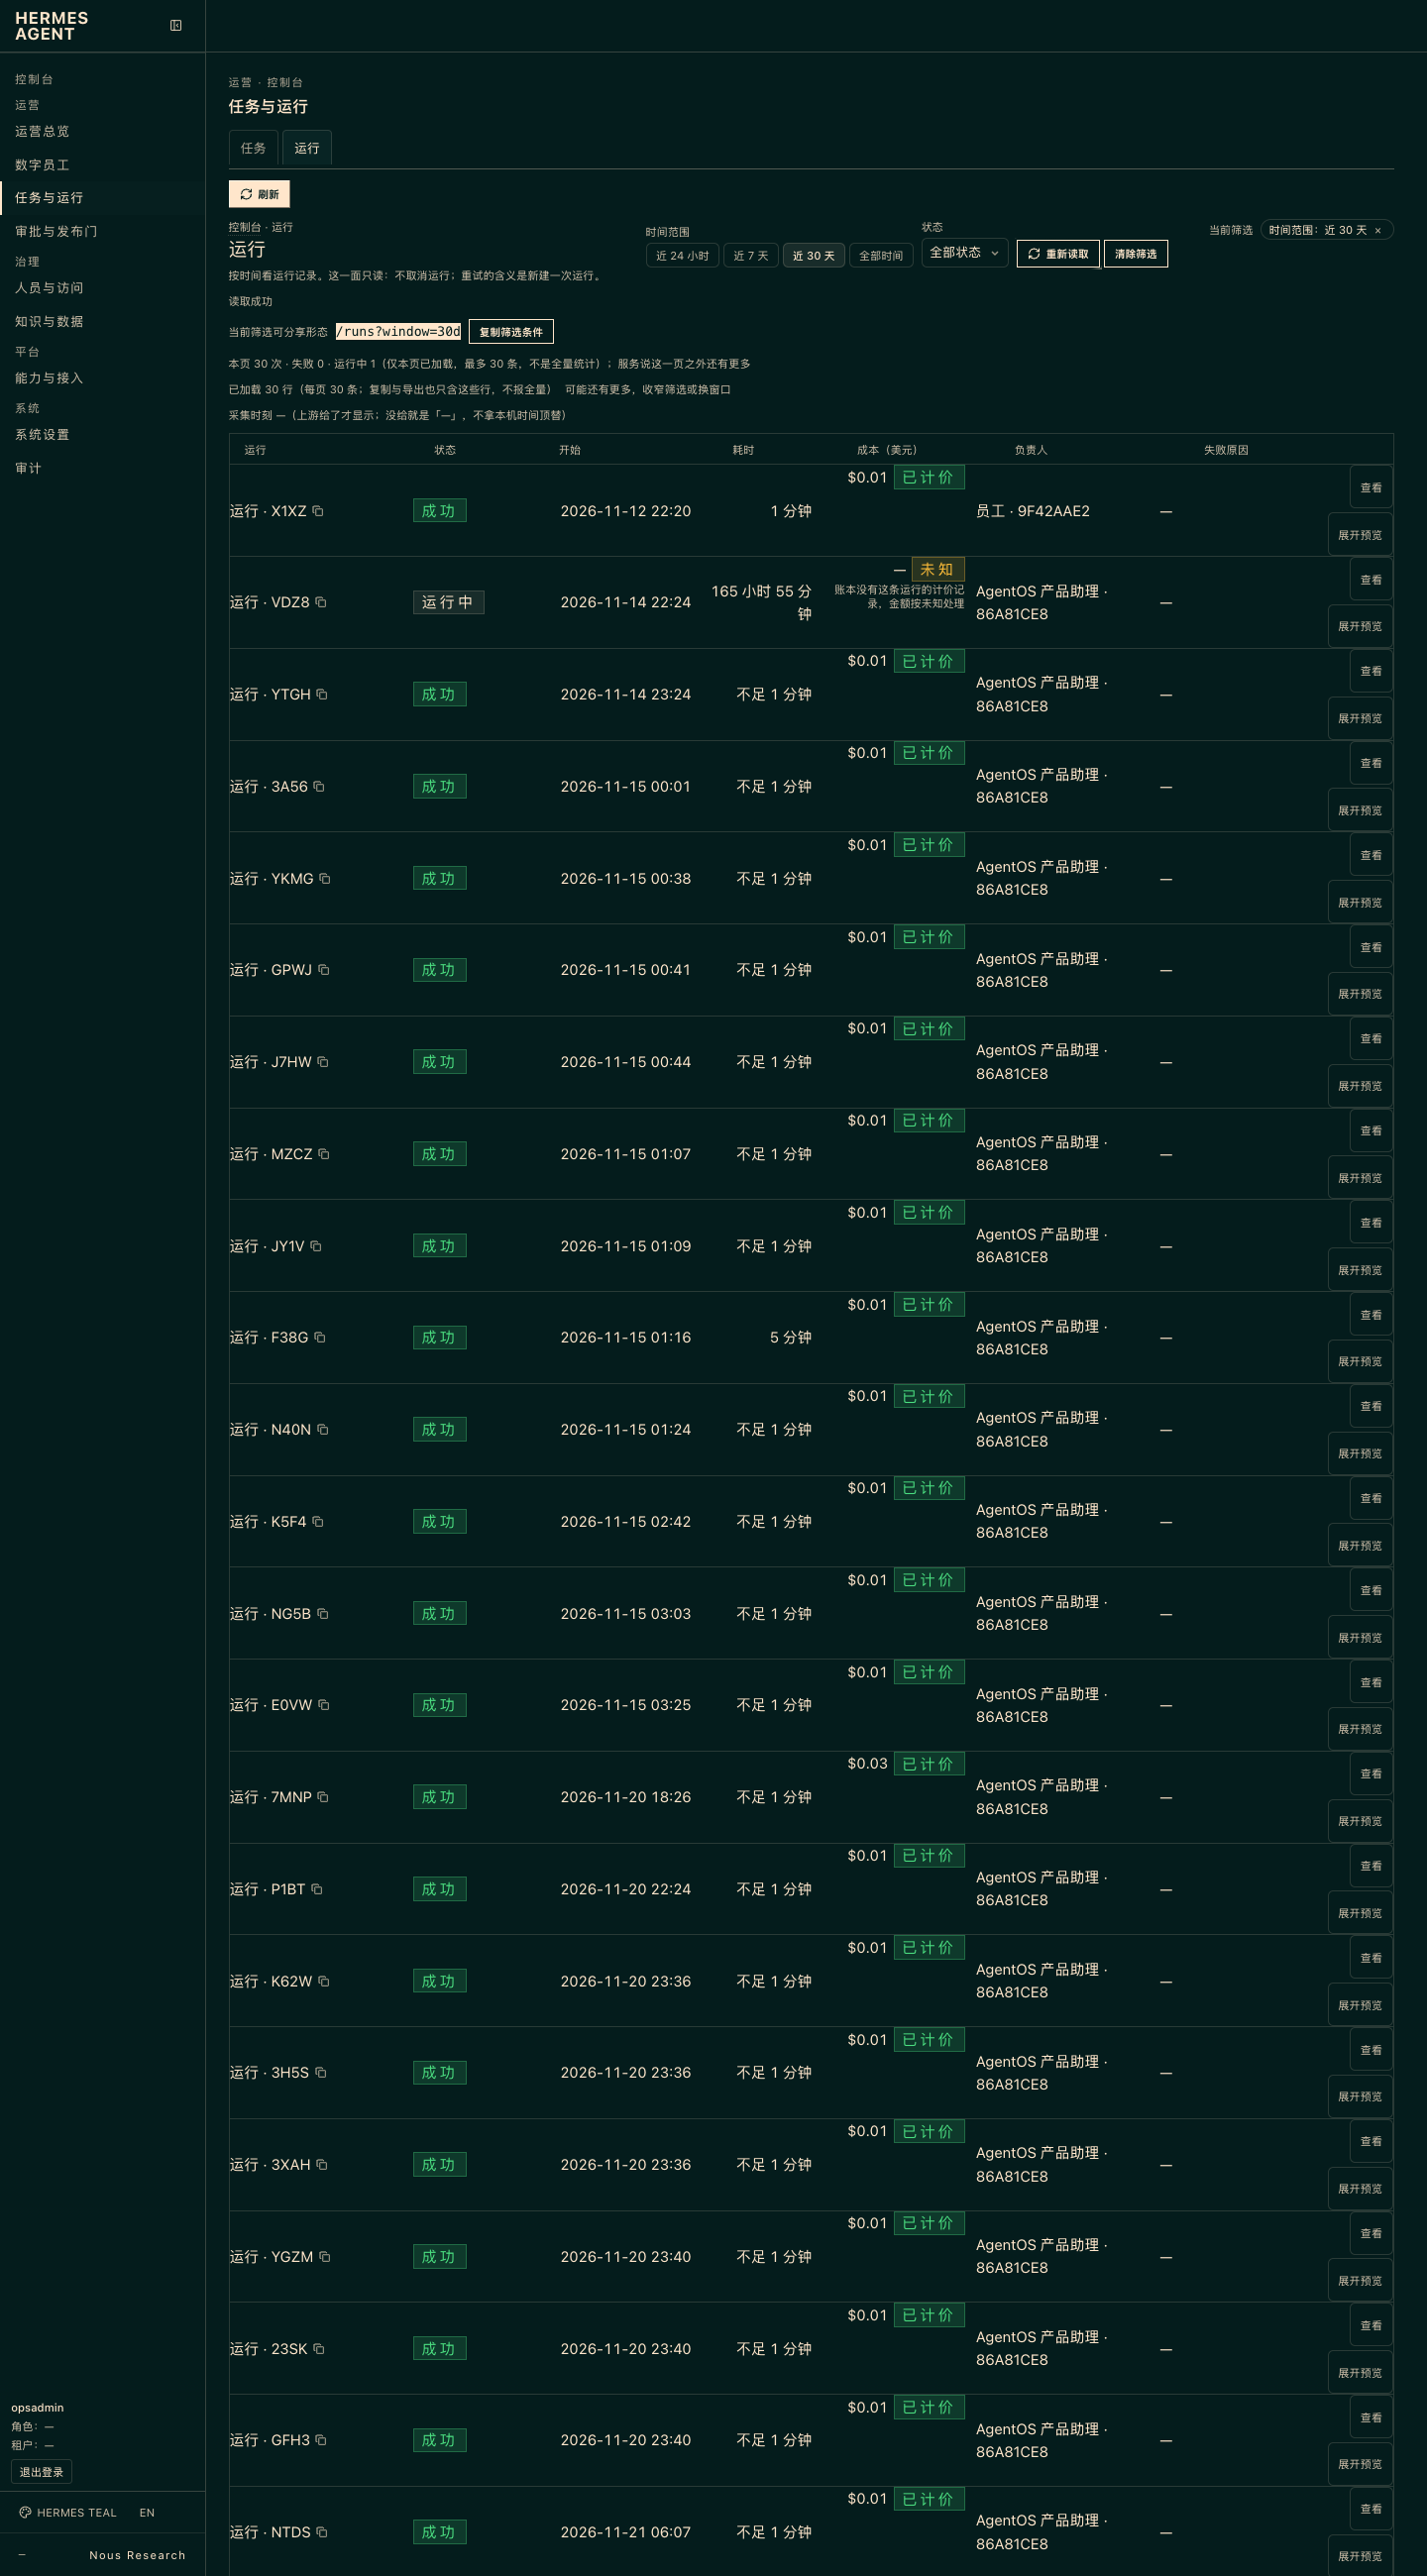 HERMES
AGENT
控制台
运营
运营总览
数字员工
任务与运行
审批与发布门
治理
人员与访问
知识与数据
平台
能力与接入
系统
系统设置
审计
opsadmin
角色：—
租户：—
退出登录
HERMES TEAL EN
— Nous Research
运营 · 控制台
任务与运行
任务 运行
刷新
控制台 · 运行
运行
按时间看运行记录。这一面只读：不取消运行；重试的含义是新建一次运行。
读取成功
时间范围
近 24 小时 近 7 天 近 30 天 全部时间
状态
全部状态
重新读取 清除筛选
当前筛选 时间范围：近 30 天 ×
当前筛选可分享形态 /runs?window=30d 复制筛选条件
本页 30 次 · 失败 0 · 运行中 1（仅本页已加载，最多 30 条，不是全量统计）；服务说这一页之外还有更多
已加载 30 行（每页 30 条；复制与导出也只含这些行，不报全量） 可能还有更多，收窄筛选或换窗口
采集时刻 —（上游给了才显示；没给就是「—」，不拿本机时间顶替）
运行 状态 开始 耗时 成本（美元） 负责人 失败原因
运行 · X1XZ 成功 2026-11-12 22:20 1 分钟 $0.01 已计价 员工 · 9F42AAE2 — 查看
展开预览
运行 · VDZ8 运行中 2026-11-14 22:24 165 小时 55 分钟 — 未知 账本没有这条运行的计价记录，金额按未知处理 AgentOS 产品助理 · 86A81CE8 — 查看
展开预览
运行 · YTGH 成功 2026-11-14 23:24 不足 1 分钟 $0.01 已计价 AgentOS 产品助理 · 86A81CE8 — 查看
展开预览
运行 · 3A56 成功 2026-11-15 00:01 不足 1 分钟 $0.01 已计价 AgentOS 产品助理 · 86A81CE8 — 查看
展开预览
运行 · YKMG 成功 2026-11-15 00:38 不足 1 分钟 $0.01 已计价 AgentOS 产品助理 · 86A81CE8 — 查看
展开预览
运行 · GPWJ 成功 2026-11-15 00:41 不足 1 分钟 $0.01 已计价 AgentOS 产品助理 · 86A81CE8 — 查看
展开预览
运行 · J7HW 成功 2026-11-15 00:44 不足 1 分钟 $0.01 已计价 AgentOS 产品助理 · 86A81CE8 — 查看
展开预览
运行 · MZCZ 成功 2026-11-15 01:07 不足 1 分钟 $0.01 已计价 AgentOS 产品助理 · 86A81CE8 — 查看
展开预览
运行 · JY1V 成功 2026-11-15 01:09 不足 1 分钟 $0.01 已计价 AgentOS 产品助理 · 86A81CE8 — 查看
展开预览
运行 · F38G 成功 2026-11-15 01:16 5 分钟 $0.01 已计价 AgentOS 产品助理 · 86A81CE8 — 查看
展开预览
运行 · N40N 成功 2026-11-15 01:24 不足 1 分钟 $0.01 已计价 AgentOS 产品助理 · 86A81CE8 — 查看
展开预览
运行 · K5F4 成功 2026-11-15 02:42 不足 1 分钟 $0.01 已计价 AgentOS 产品助理 · 86A81CE8 — 查看
展开预览
运行 · NG5B 成功 2026-11-15 03:03 不足 1 分钟 $0.01 已计价 AgentOS 产品助理 · 86A81CE8 — 查看
展开预览
运行 · E0VW 成功 2026-11-15 03:25 不足 1 分钟 $0.01 已计价 AgentOS 产品助理 · 86A81CE8 — 查看
展开预览
运行 · 7MNP 成功 2026-11-20 18:26 不足 1 分钟 $0.03 已计价 AgentOS 产品助理 · 86A81CE8 — 查看
展开预览
运行 · P1BT 成功 2026-11-20 22:24 不足 1 分钟 $0.01 已计价 AgentOS 产品助理 · 86A81CE8 — 查看
展开预览
运行 · K62W 成功 2026-11-20 23:36 不足 1 分钟 $0.01 已计价 AgentOS 产品助理 · 86A81CE8 — 查看
展开预览
运行 · 3H5S 成功 2026-11-20 23:36 不足 1 分钟 $0.01 已计价 AgentOS 产品助理 · 86A81CE8 — 查看
展开预览
运行 · 3XAH 成功 2026-11-20 23:36 不足 1 分钟 $0.01 已计价 AgentOS 产品助理 · 86A81CE8 — 查看
展开预览
运行 · YGZM 成功 2026-11-20 23:40 不足 1 分钟 $0.01 已计价 AgentOS 产品助理 · 86A81CE8 — 查看
展开预览
运行 · 23SK 成功 2026-11-20 23:40 不足 1 分钟 $0.01 已计价 AgentOS 产品助理 · 86A81CE8 — 查看
展开预览
运行 · GFH3 成功 2026-11-20 23:40 不足 1 分钟 $0.01 已计价 AgentOS 产品助理 · 86A81CE8 — 查看
展开预览
运行 · NTDS 成功 2026-11-21 06:07 不足 1 分钟 $0.01 已计价 AgentOS 产品助理 · 86A81CE8 — 查看
展开预览